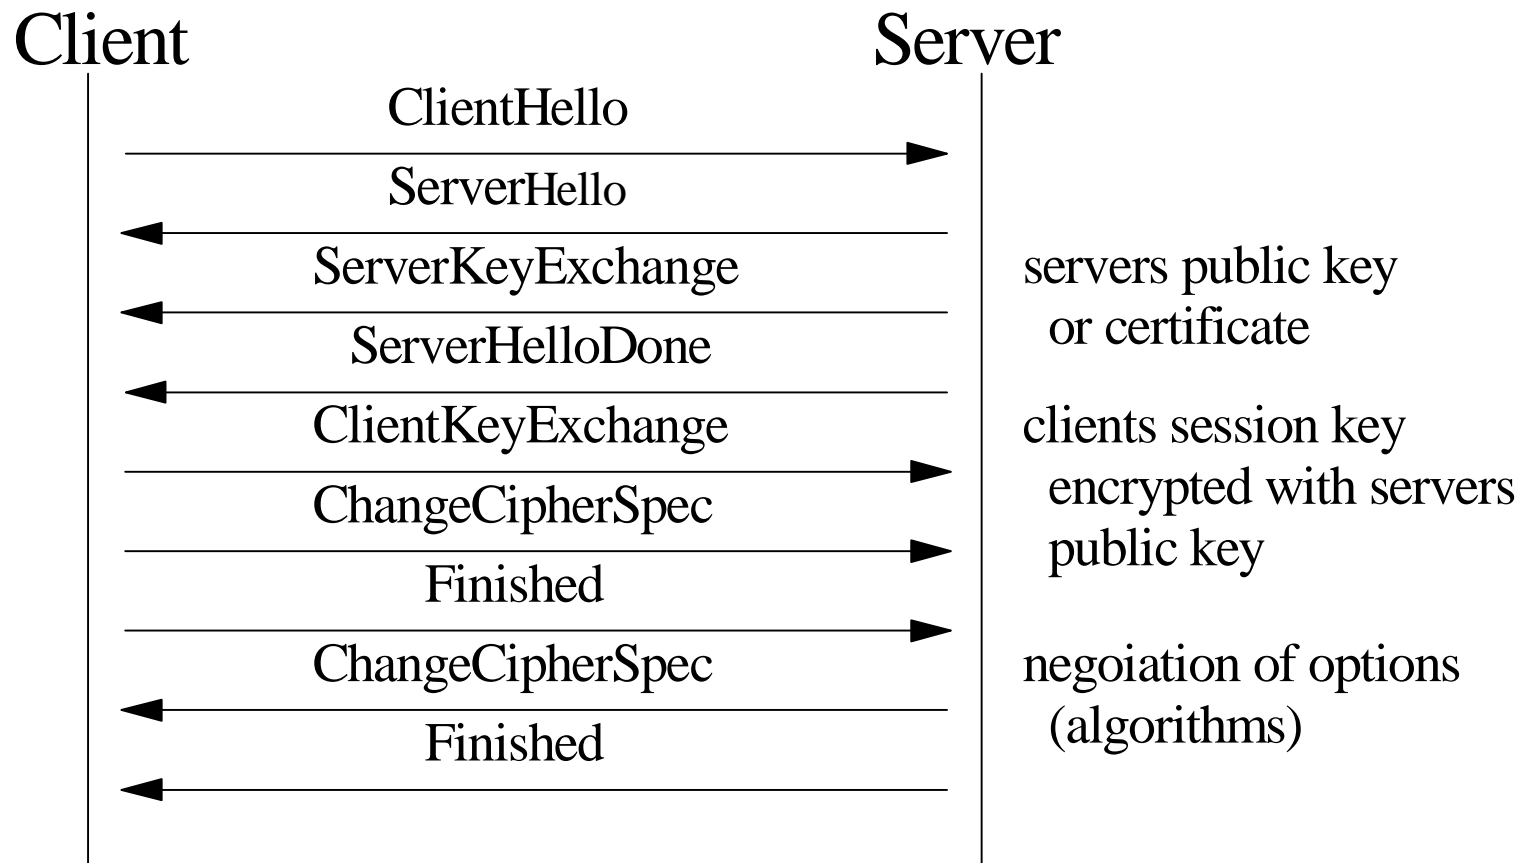 Client
Server
ClientHello
ServerHello
ServerKeyExchange
servers public key
or certificate
ServerHelloDone
ClientKeyExchange
clients session key
encrypted with servers
public key
ChangeCipherSpec
Finished
ChangeCipherSpec
negoiation of options
(algorithms)
Finished